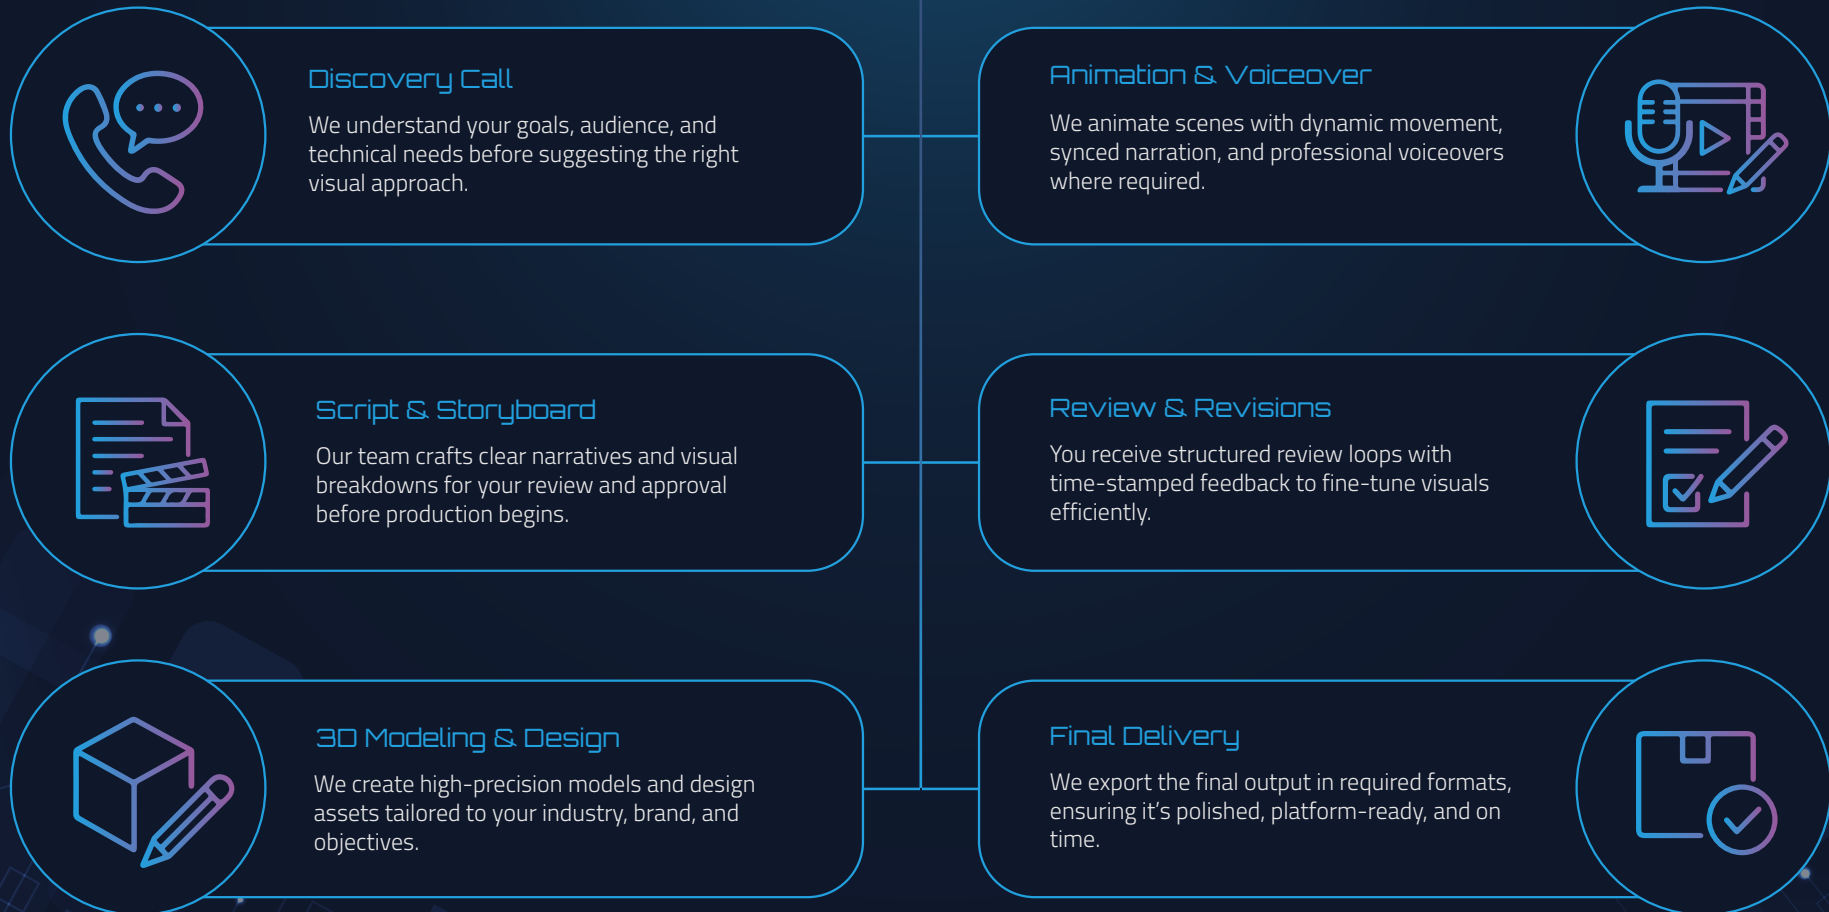 Discovery Call
We understand your goals, audience, and
technical needs before suggesting the right
visual approach.
Script & Storyboard
Our team crafts clear narratives and visual
breakdowns for your review and approval
before production begins.
3D Modeling & Design
We create high-precision models and design
assets tailored to your industry, brand, and
objectives.
Animation & Voiceover
We animate scenes with dynamic movement,
synced narration, and professional voiceovers
where required.
Review & Revisions
You receive structured review loops with
time-stamped feedback to fine-tune visuals
efficiently.
Final Delivery
We export the final output in required formats,
ensuring it’s polished, platform-ready, and on
time.